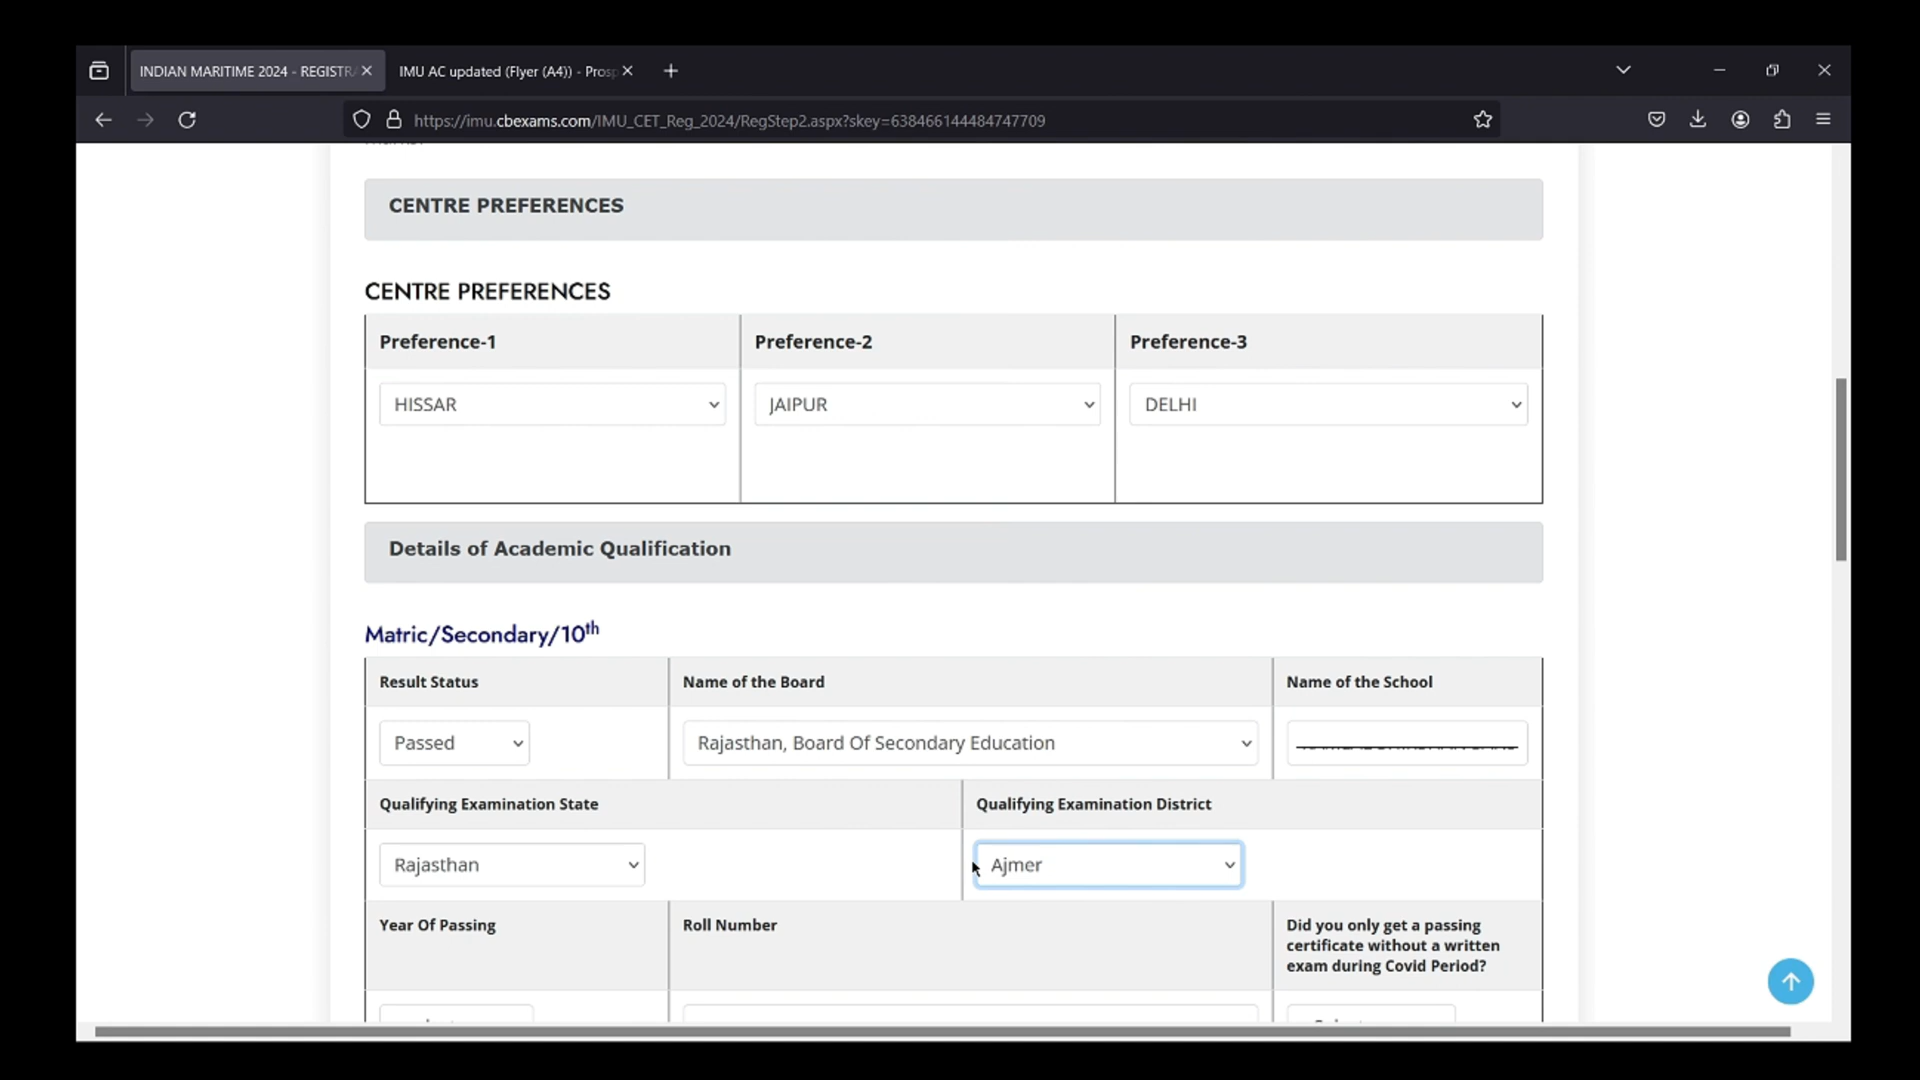 INDIAN MARITIME 2024 - REGISTR
IMU AC updated (Flyer (A4)) - Prosp
https://imu.cbexams.com/IMU_CET_Reg_2024/RegStep2.aspx?skey=638466144484747709
CENTRE PREFERENCES
CENTRE PREFERENCES
Preference-1 Preference-2 Preference-3
HISSAR JAIPUR DELHI
Details of Academic Qualification
Matric/Secondary/10th
Result Status Name of the Board Name of the School
Passed Rajasthan, Board Of Secondary Education
Qualifying Examination State Qualifying Examination District
Rajasthan Ajmer
Year Of Passing Roll Number Did you only get a passing
certificate without a written
exam during Covid Period?